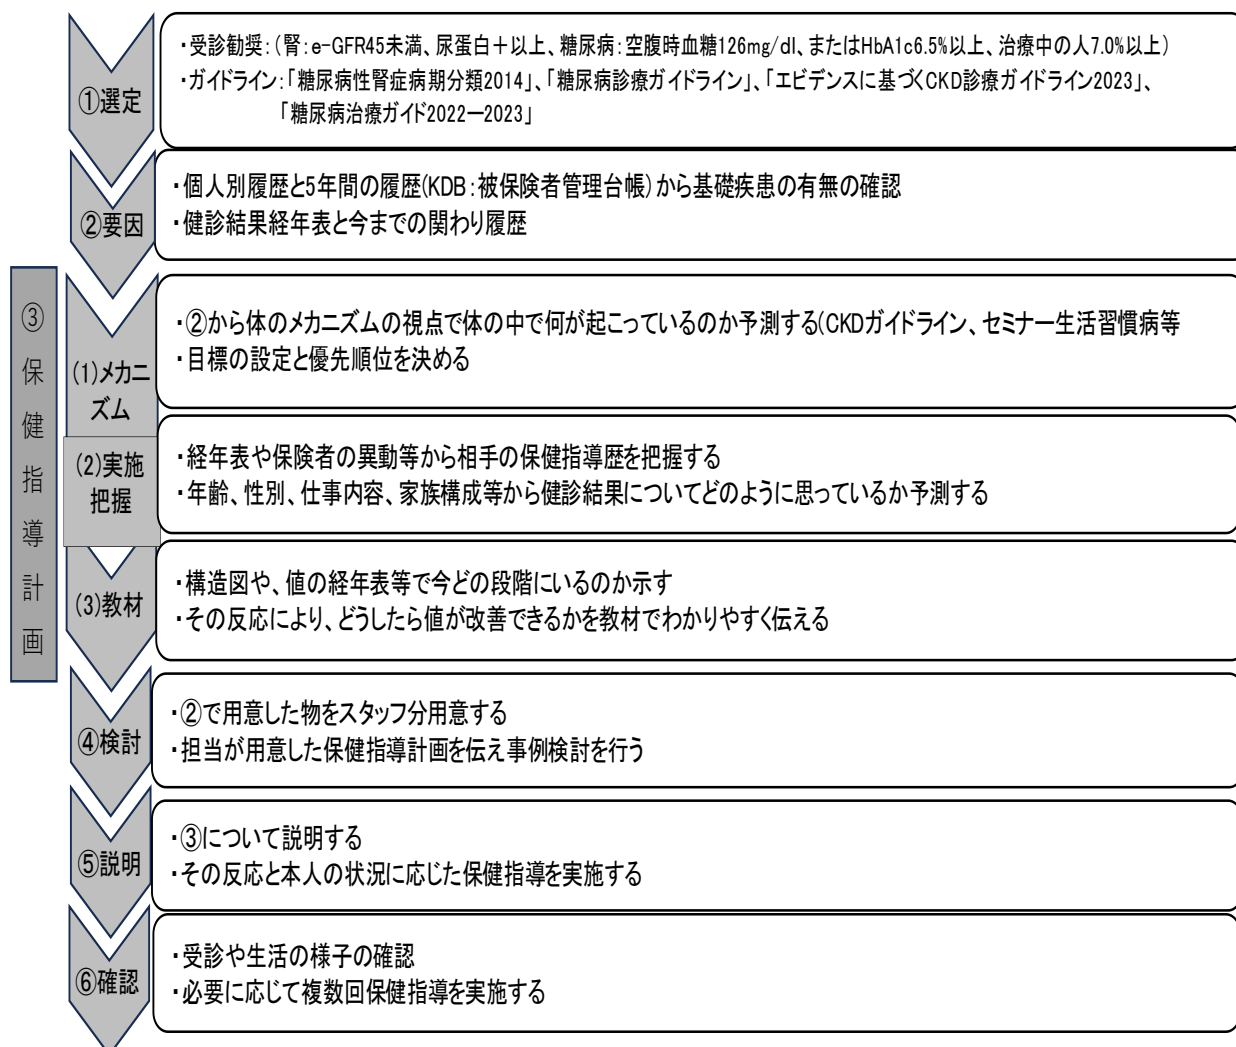 ①選定
・受診勧奨:(腎:e-GFR45未満、尿蛋白+以上、糖尿病:空腹時血糖126mg/dl、またはHbA1c6.5%以上、治療中の人7.0%以上)
・ガイドライン:「糖尿病性腎症病期分類2014」、「糖尿病診療ガイドライン」、「エビデンスに基づくCKD診療ガイドライン2023」、
「糖尿病治療ガイド2022ー2023」
②要因
・個人別履歴と5年間の履歴(KDB:被保険者管理台帳)から基礎疾患の有無の確認
・健診結果経年表と今までの関わり履歴
③保健指導計画
(1)メカニ
ズム
・②から体のメカニズムの視点で体の中で何が起こっているのか予測する(CKDガイドライン、セミナー生活習慣病等
・目標の設定と優先順位を決める
(2)実施
把握
・経年表や保険者の異動等から相手の保健指導歴を把握する
・年齢、性別、仕事内容、家族構成等から健診結果についてどのように思っているか予測する
(3)教材
・構造図や、値の経年表等で今どの段階にいるのか示す
・その反応により、どうしたら値が改善できるかを教材でわかりやすく伝える
④検討
・②で用意した物をスタッフ分用意する
・担当が用意した保健指導計画を伝え事例検討を行う
⑤説明
・③について説明する
・その反応と本人の状況に応じた保健指導を実施する
⑥確認
・受診や生活の様子の確認
・必要に応じて複数回保健指導を実施する